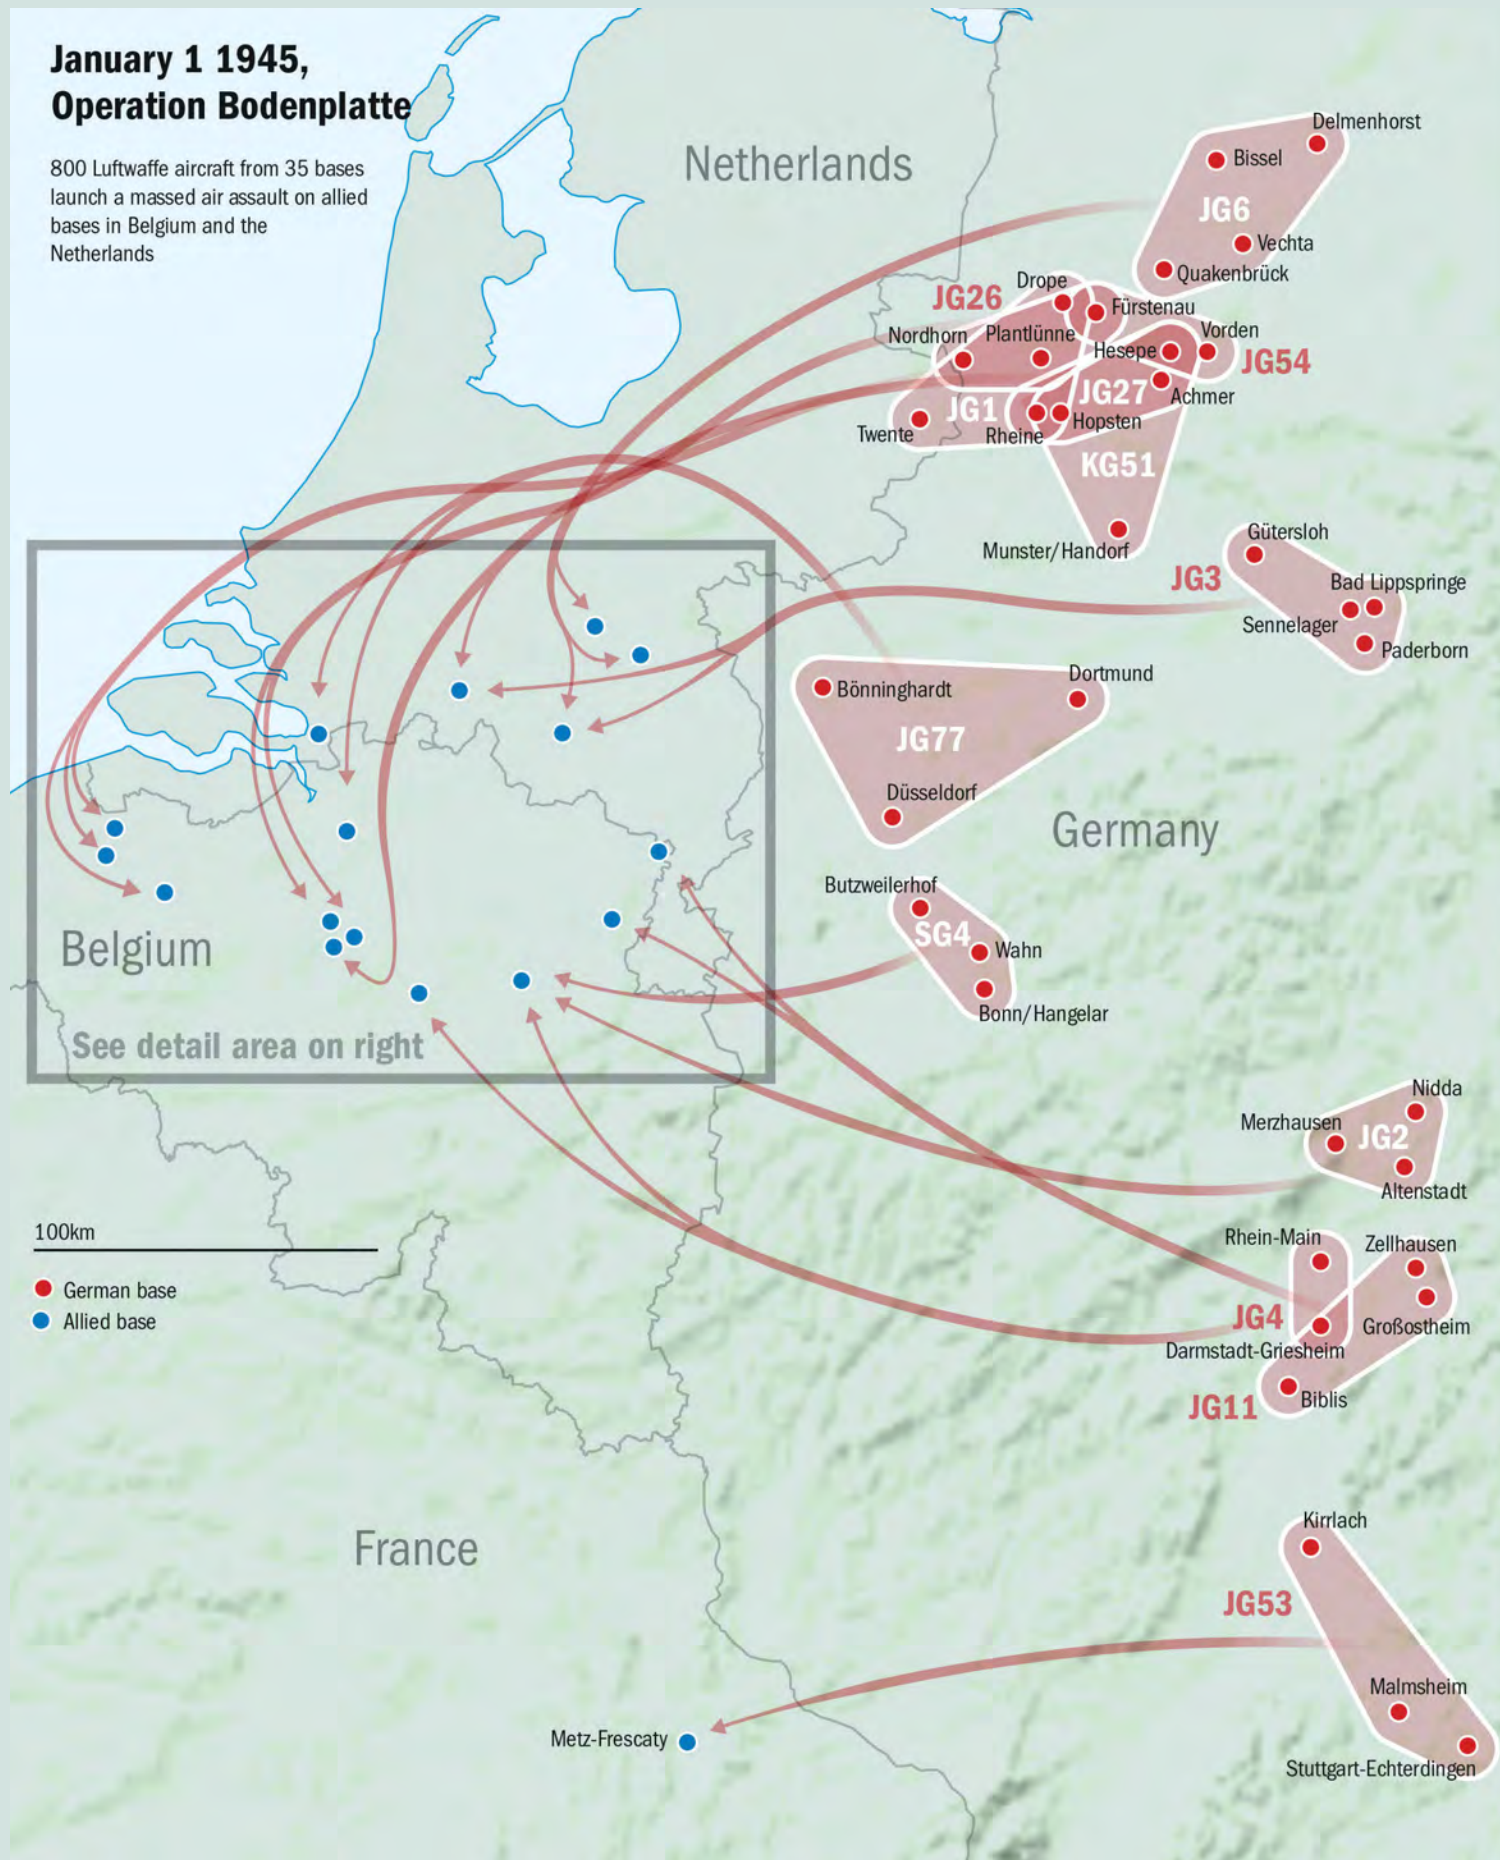 January 1 1945,
Operation Bodenplatte
800 Luftwaffe aircraft from 35 bases
launch a massed air assault on allied
bases in Belgium and the
Netherlands
Netherlands
Delmenhorst
Bissel
JG6
Vechta
Quakenbrück
Drope
JG26
Fürstenau
Nordhorn
Plantlünne
Vorden
Hesepe
JG54
JG27
Achmer
JG1
Hopsten
Twente
Rheine
KG51
Munster/Handorf
Gütersloh
JG3
Bad Lippspringe
Sennelager
Paderborn
Dortmund
Bönninghardt
JG77
Düsseldorf
Germany
Butzweilerhof
SG4
Wahn
Bonn/Hangelar
Belgium
See detail area on right
Nidda
Merzhausen
JG2
Altenstadt
100km
German base
Allied base
Rhein-Main
Zellhausen
JG4
Großostheim
Darmstadt-Griesheim
JG11
Biblis
Kirrlach
France
JG53
Malmsheim
Metz-Frescaty
Stuttgart-Echterdingen